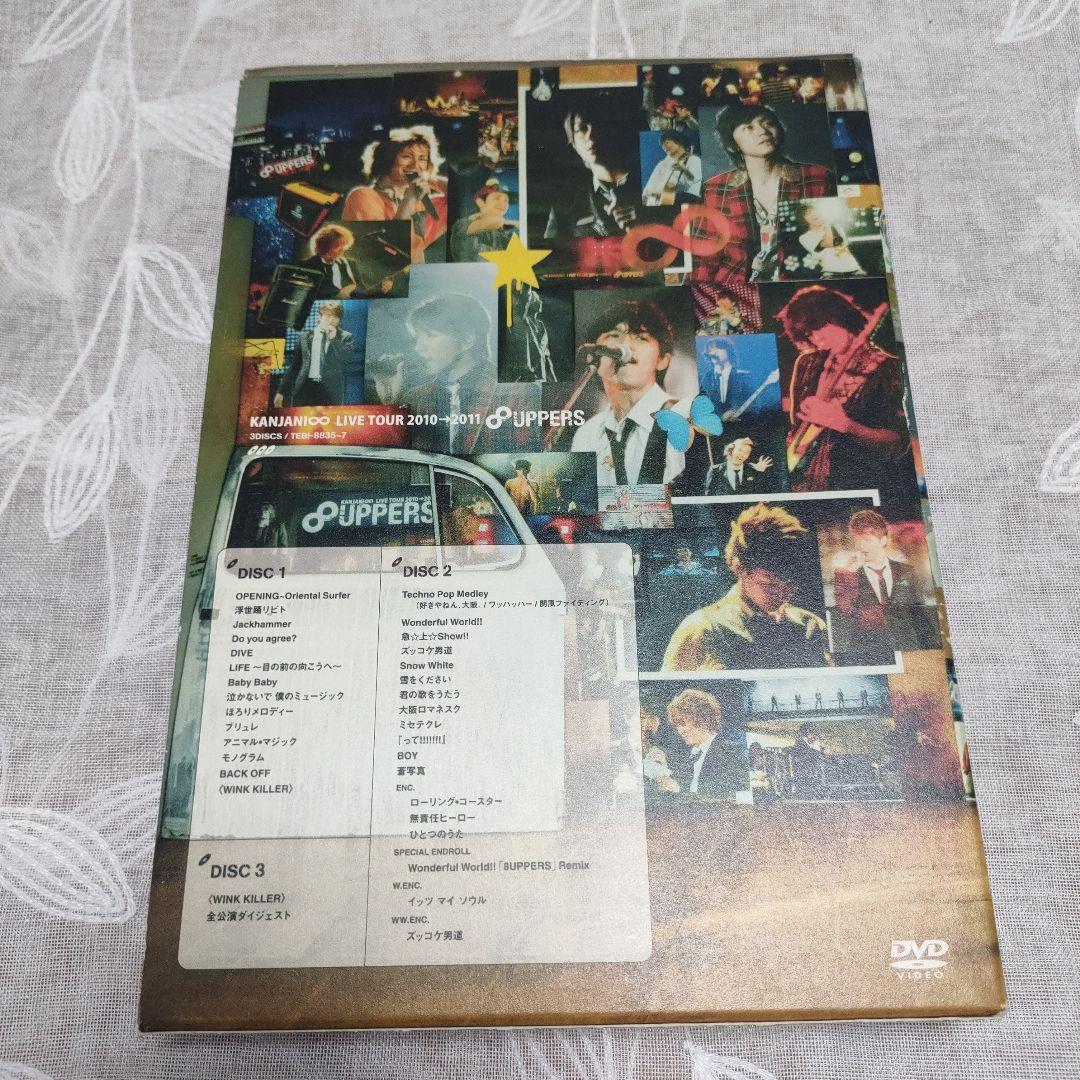 8UPPERS
8UPPERS
KANJANI∞ LIVE TOUR 2010→2011 8UPPERS
3DISCS / TEBI-8835~7
KANJANI∞ LIVE TOUR 2010→20
8UPPERS
DISC 1
OPENING~Oriental Surfer
浮世踊リビト
Jackhammer
Do you agree?
DIVE
LIFE ～目の前の向こうへ～
Baby Baby
泣かないで 僕のミュージック
ほろりメロディー
ブリュレ
アニマル・マジック
モノグラム
BACK OFF
〈WINK KILLER〉
DISC 2
Techno Pop Medley
（好きやねん、大阪。/ ワッハッハー / 関風ファイティング）
Wonderful World!!
急☆上☆Show!!
ズッコケ男道
Snow White
雪をください
君の歌をうたう
大阪ロマネスク
ミセテクレ
『って!!!!!!!』
BOY
蒼写真
ENC.
ローリング・コースター
無責任ヒーロー
ひとつのうた
SPECIAL ENDROLL
Wonderful World!!「8UPPERS」Remix
W.ENC.
イッツ マイ ソウル
WW.ENC.
ズッコケ男道
DISC 3
〈WINK KILLER〉
全公演ダイジェスト
DVD
VIDEO